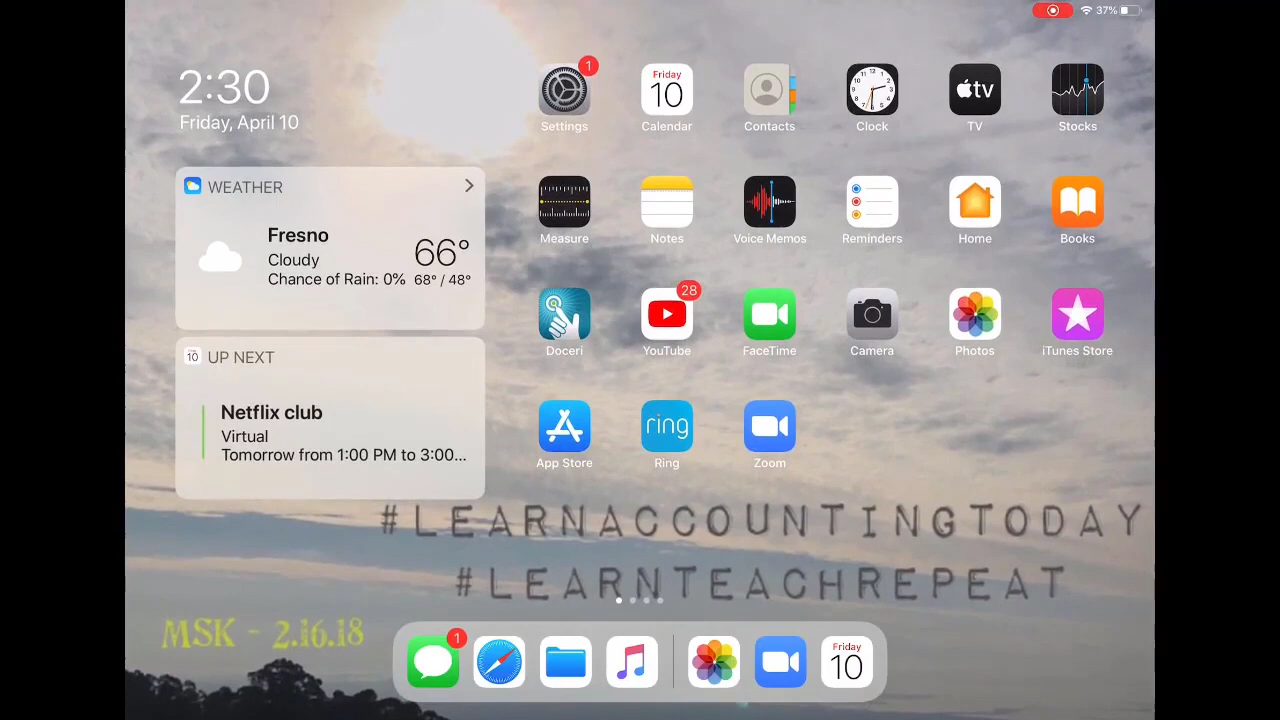 37%
2:30
Friday, April 10
WEATHER
Fresno
Cloudy
Chance of Rain: 0%
66°
68° / 48°
UP NEXT
10
Netflix club
Virtual
Tomorrow from 1:00 PM to 3:00...
1
Friday
10
tv
Settings
Calendar
Contacts
Clock
TV
Stocks
Measure
Notes
Voice Memos
Reminders
Home
Books
28
Doceri
YouTube
FaceTime
Camera
Photos
iTunes Store
ring
App Store
Ring
Zoom
#LEARNACCOUNTINGTODAY
#LEARNTEACHREPEAT
MSK - 2.16.18
1
Friday
10